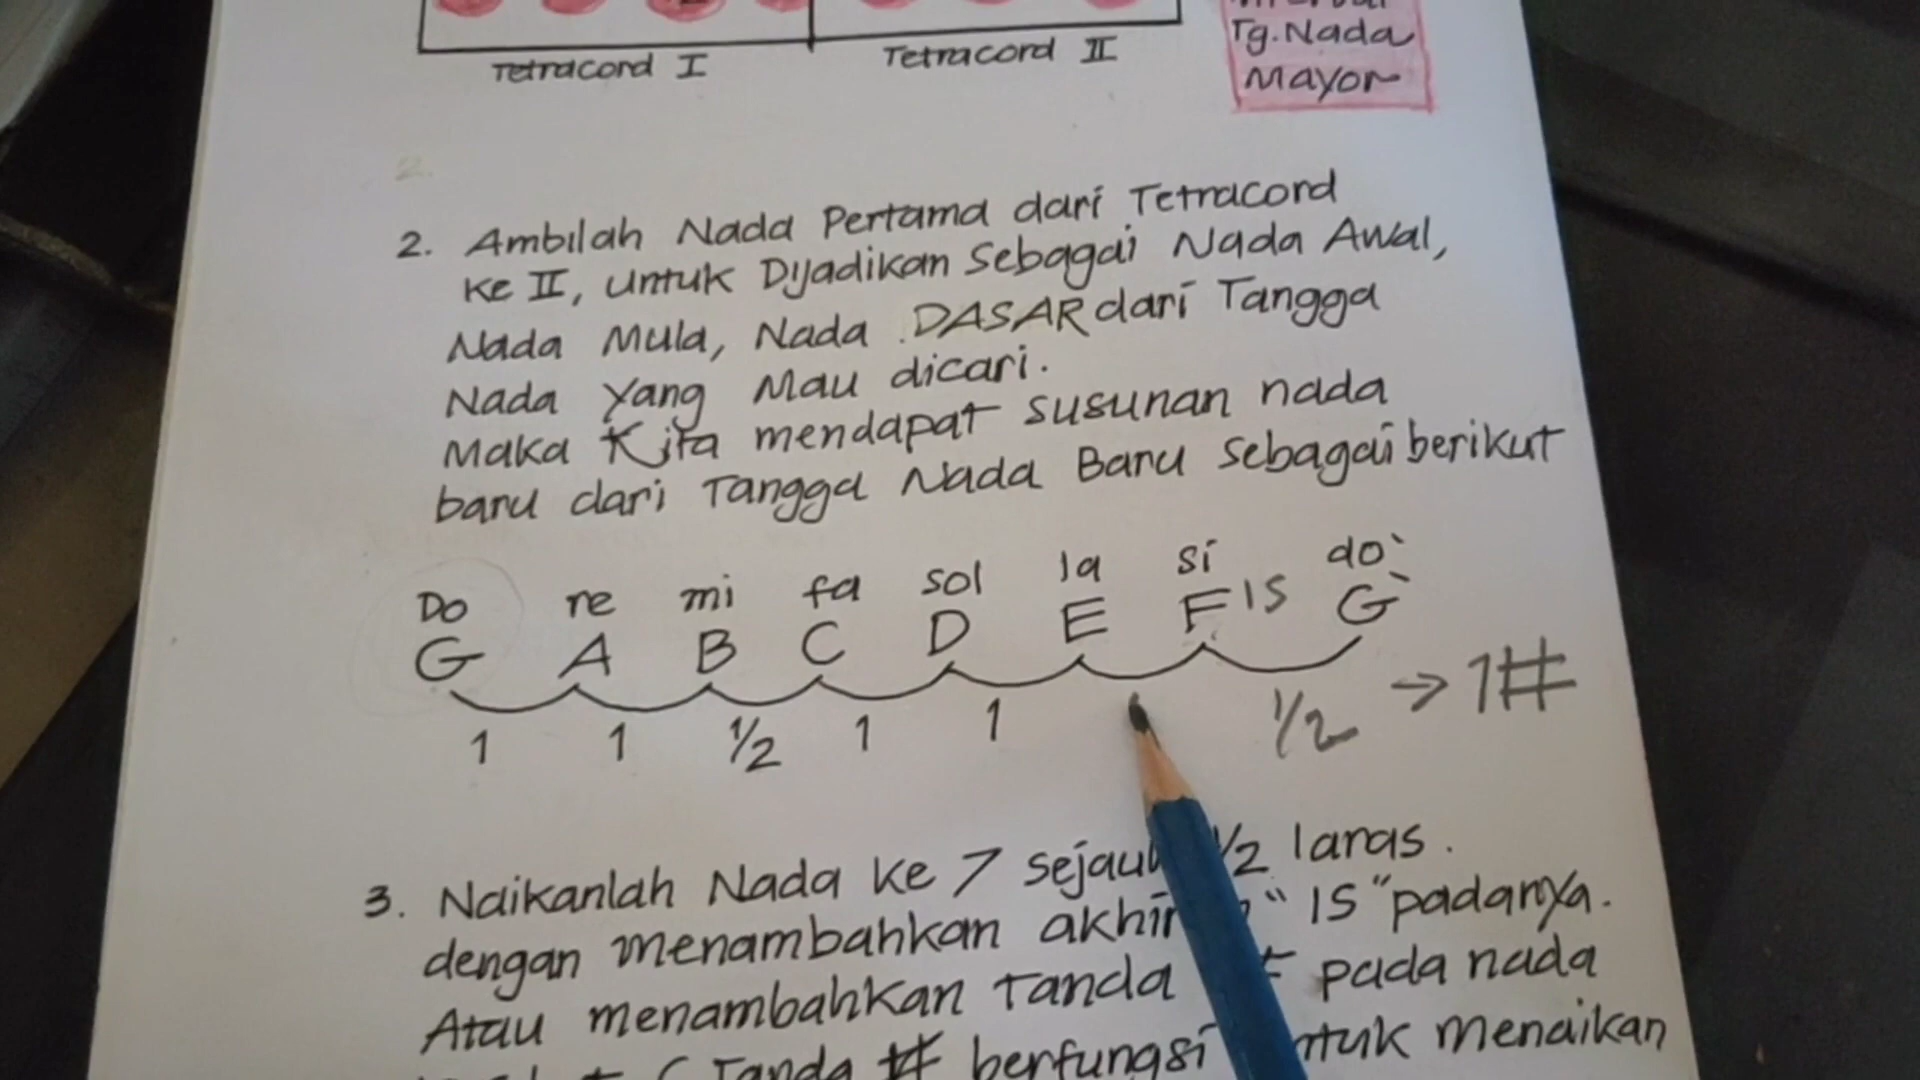 Tetracord I
Tetracord II
Tg. Nada
Mayor
2.
2. Ambilah Nada Pertama dari Tetracord
Ke II, untuk Dijadikan Sebagai Nada Awal,
Nada Mula, Nada DASAR dari Tangga
Nada Yang Mau dicari.
Maka Kita mendapat susunan nada
baru dari Tangga Nada Baru sebagai berikut
Do re mi fa sol la si dȯ
G A B C D E FIS Ġ
1 1 1/2 1 1 1/2 → 1#
3. Naikanlah Nada Ke 7 sejauh 1/2 laras.
dengan menambahkan "IS" padanya.
Atau menambahkan Tanda pada nada
(Tanda # berfungsi menaikan